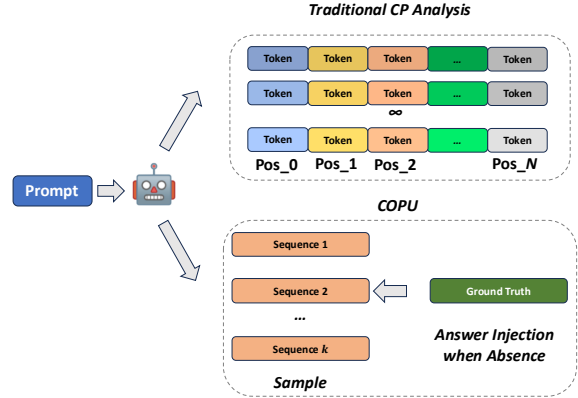 Traditional CP Analysis
Token Token Token ... Token
Token Token Token Token
∞
Token Token Token ... Token
Pos_0 Pos_1 Pos_2 Pos_N
Prompt
COPU
Sequence 1
Sequence 2
Ground Truth
...
Sequence k
Answer Injection
when Absence
Sample